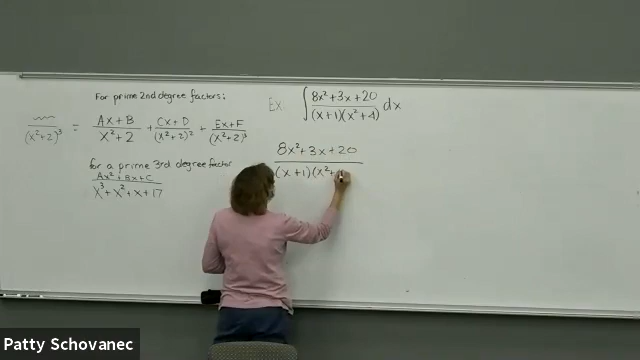 For prime 2nd degree factors:
/(x²+2)³ = Ax+B/x²+2 + Cx+D/(x²+2)² + Ex+F/(x²+2)³
for a prime 3rd degree factor
Ax²+Bx+C/x³+x²+x+17
Ex: ∫ 8x²+3x+20/(x+1)(x²+4) dx
8x²+3x+20
(x+1)(x²+
Patty Schovanec